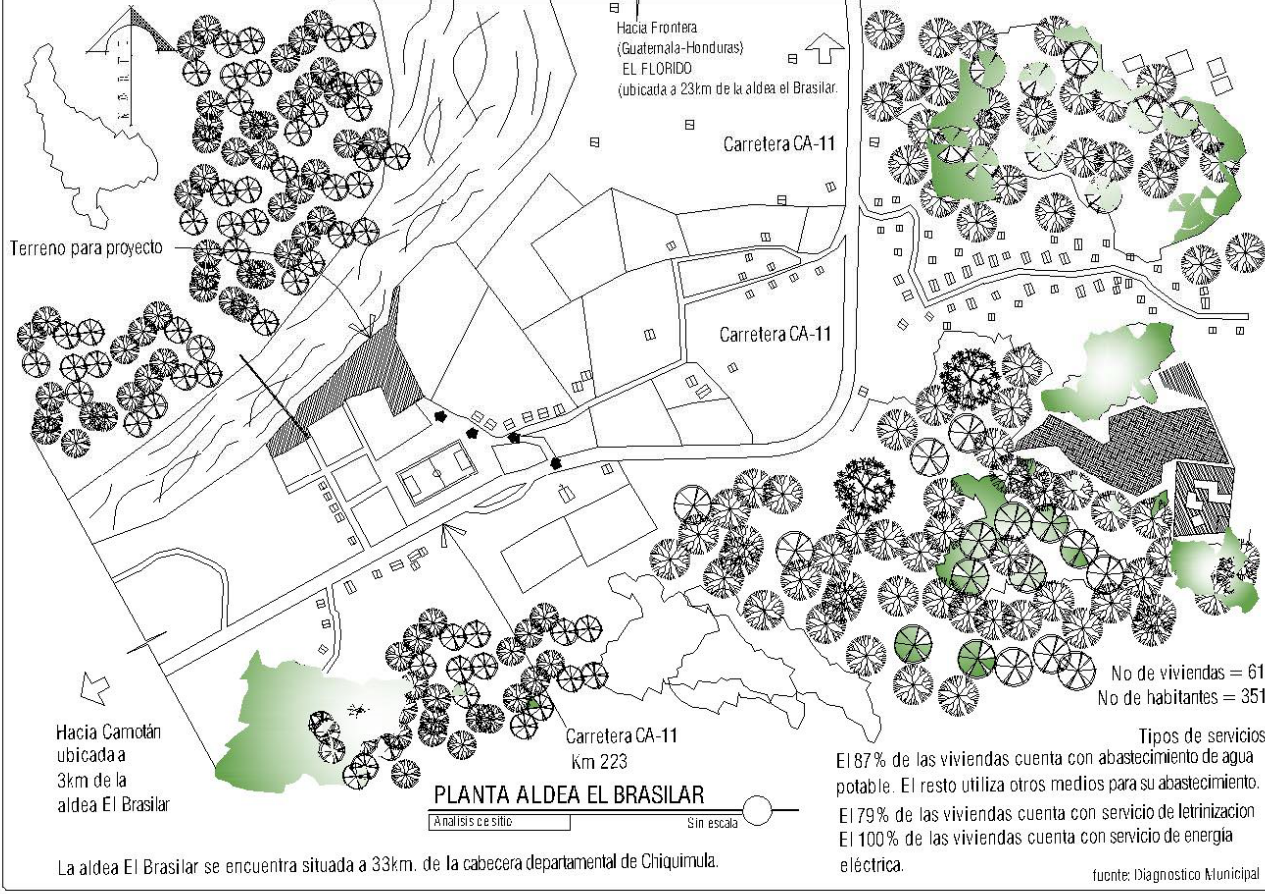 NORTE
Hacia Frontera
(Guatemala-Honduras)
EL FLORIDO
(ubicada a 23km de la aldea el Brasilar.
Carretera CA-11
Terreno para proyecto
Carretera CA-11
No de viviendas = 61
No de habitantes = 351
Hacia Camotán
ubicada a
3km de la
aldea El Brasilar
Carretera CA-11
Km 223
PLANTA ALDEA EL BRASILAR
Analisis de sitio
Sin escala
Tipos de servicios
El 87% de las viviendas cuenta con abastecimiento de agua
potable. El resto utiliza otros medios para su abastecimiento.
El 79% de las viviendas cuenta con servicio de letrinizacion
El 100% de las viviendas cuenta con servicio de energía
eléctrica.
La aldea El Brasilar se encuentra situada a 33km. de la cabecera departamental de Chiquimula.
fuente: Diagnostico Municipal